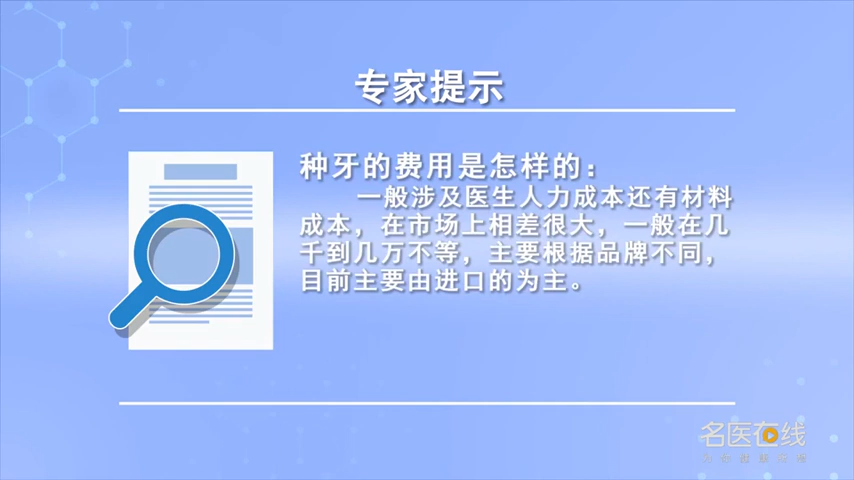 专家提示
种牙的费用是怎样的：
一般涉及医生人力成本还有材料
成本，在市场上相差很大，一般在几
千到几万不等，主要根据品牌不同，
目前主要由进口的为主。
名医在线